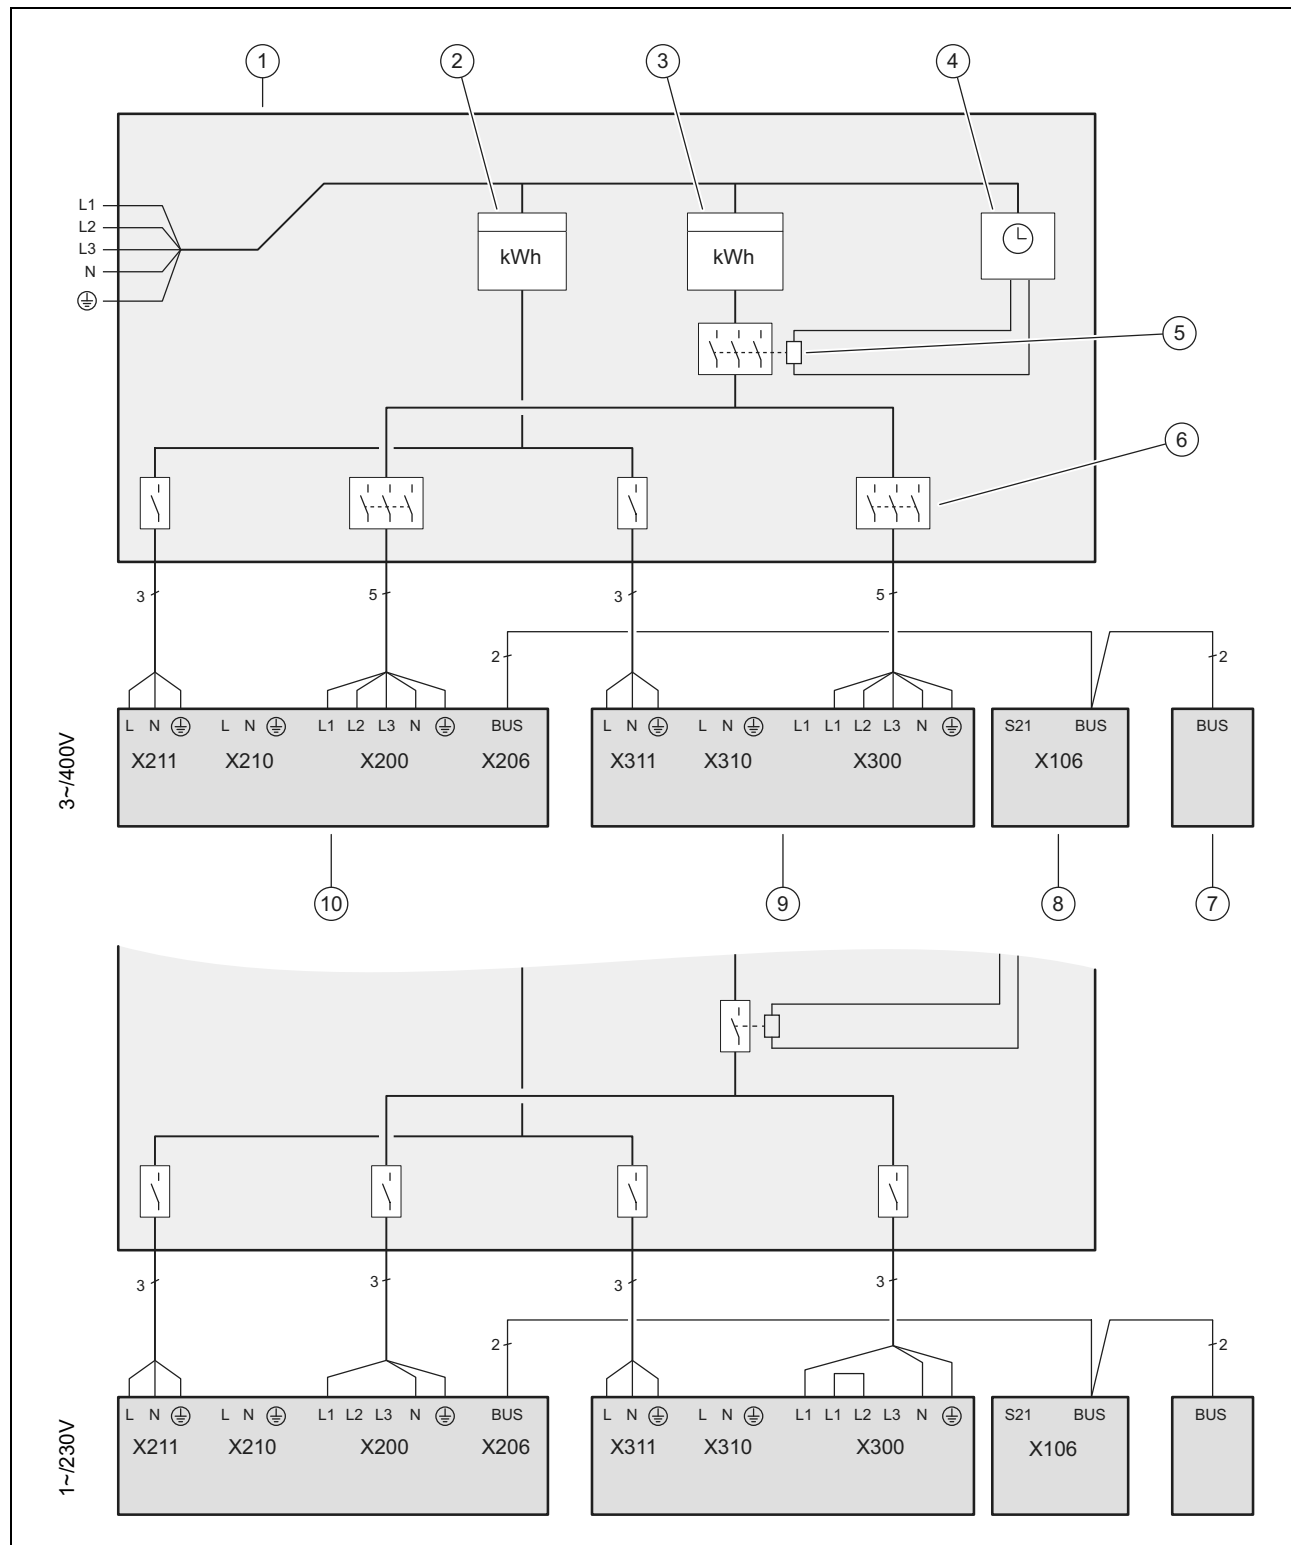 1 2 3 4
L1
L2
L3
N
kWh kWh
5
6
3 5 3 5
2 2
L N L N L1 L2 L3 N BUS L N L N L1 L1 L2 L3 N S21 BUS BUS
X211 X210 X200 X206 X311 X310 X300 X106
3~/400V
10 9 8 7
3 3 3 3
2 2
L N L N L1 L2 L3 N BUS L N L N L1 L1 L2 L3 N S21 BUS BUS
X211 X210 X200 X206 X311 X310 X300 X106
1~/230V